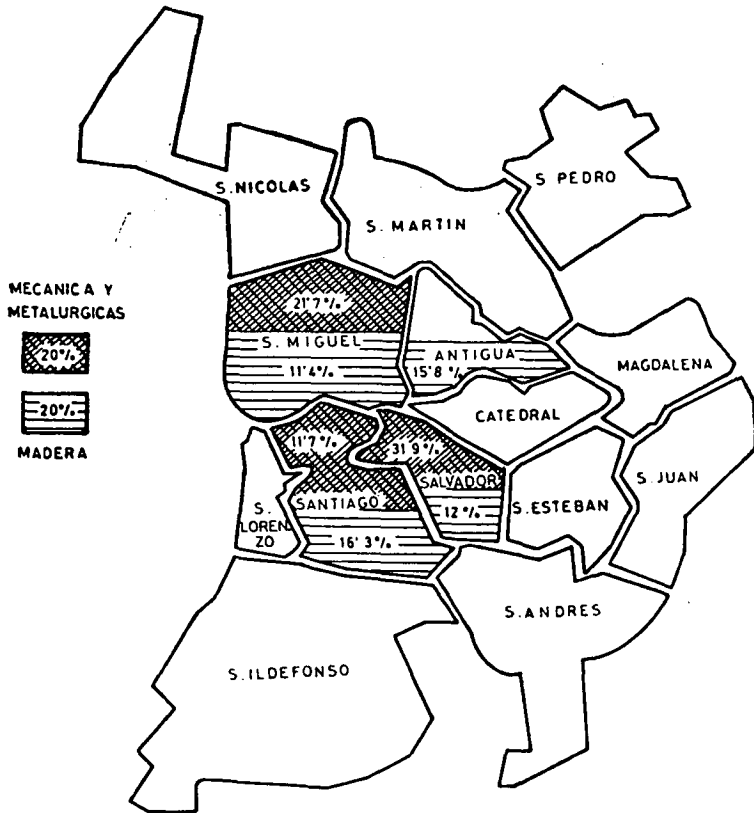 S. NICOLAS
S. MARTIN
S PEDRO
MECANICA Y
METALURGICAS
20%
20%
MADERA
21'7%
S. MIGUEL
11'4%
ANTIGUA
15'8 %
MAGDALENA
CATEDRAL
11'7%
31 9%
SALVADOR
12%
S. ESTEBAN
S. JUAN
S.
LOREN
ZO
SANTIAGO
16' 3%
S. ANDRES
S. ILDEFONSO